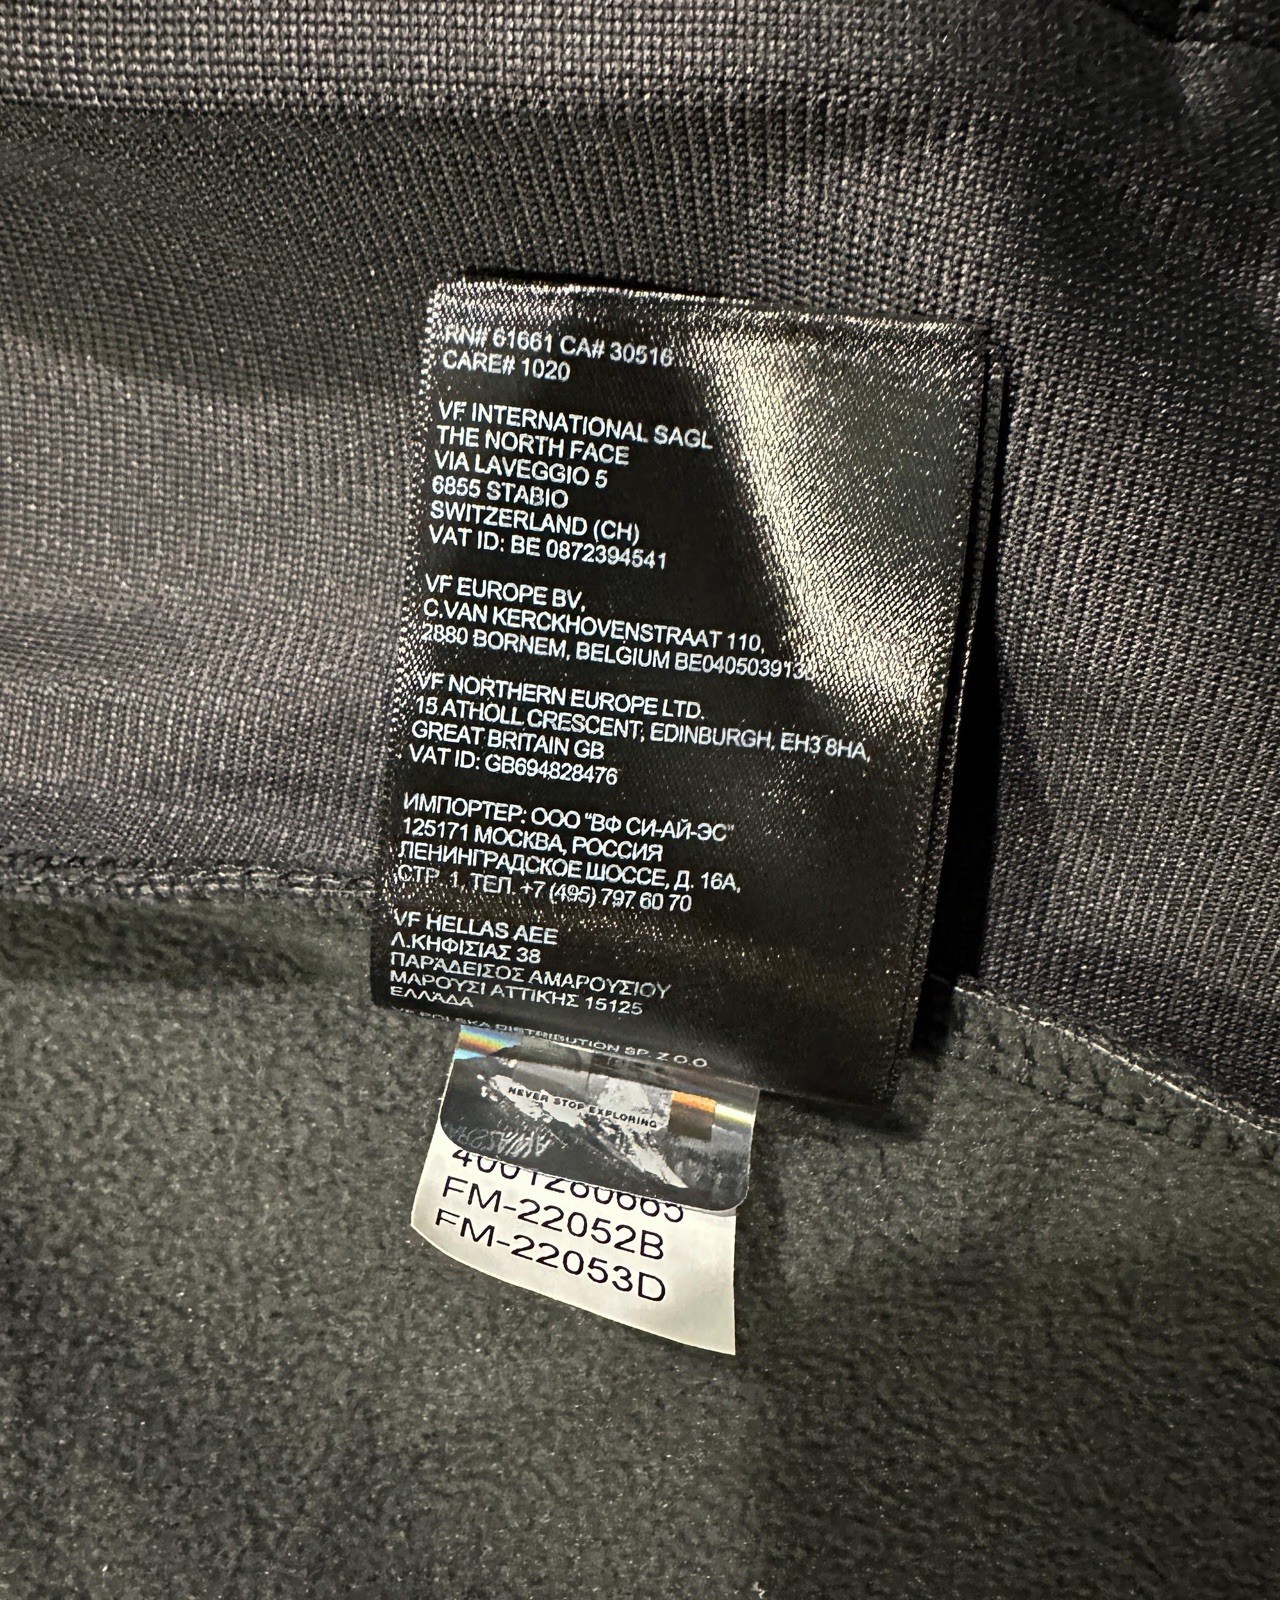 RN# 61661 CA# 30516
CARE# 1020
VF INTERNATIONAL SAGL
THE NORTH FACE
VIA LAVEGGIO 5
6855 STABIO
SWITZERLAND (CH)
VAT ID: BE 0872394541
VF EUROPE BV,
C.VAN KERCKHOVENSTRAAT 110,
2880 BORNEM, BELGIUM
VF NORTHERN EUROPE LTD.
15 ATHOLL CRESCENT, EDINBURGH, EH3 8HA,
GREAT BRITAIN GB
VAT ID: GB694828476
ИМПОРТЕР: ООО "ВФ СИ-АЙ-ЭС"
125171 МОСКВА, РОССИЯ
ЛЕНИНГРАДСКОЕ ШОССЕ, Д. 16А,
СТР. 1, ТЕЛ. +7 (495) 797 60 70
VF HELLAS AEE
Λ.ΚΗΦΙΣΙΑΣ 38
ΠΑΡΑΔΕΙΣΟΣ ΑΜΑΡΟΥΣΙΟΥ
ΜΑΡΟΥΣΙ ΑΤΤΙΚΗΣ 15125
ΕΛΛΑΔΑ
POLSKA DISTRIBUTION SP. Z.O.O
NEVER STOP EXPLORING
4001280665
FM-22052B
FM-22053D